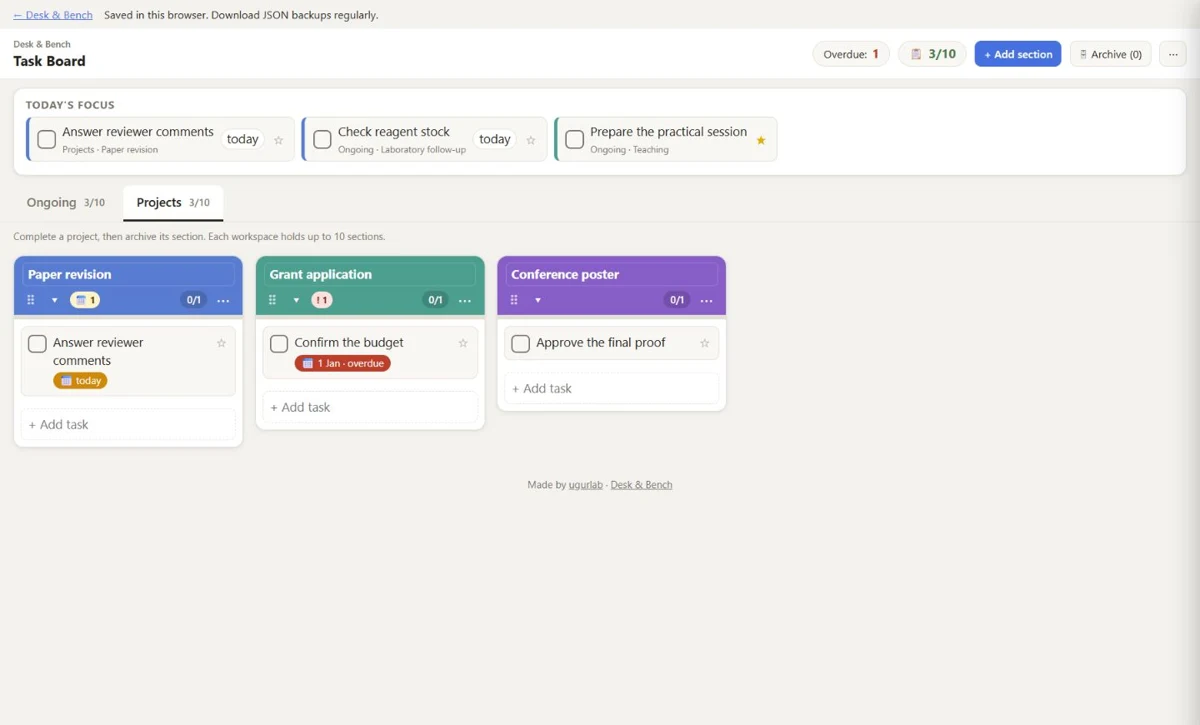 ← Desk & Bench Saved in this browser. Download JSON backups regularly.
Desk & Bench
Task Board
Overdue: 1
3/10
+ Add section
Archive (0)
...
TODAY'S FOCUS
Answer reviewer comments
Projects · Paper revision
today
Check reagent stock
Ongoing · Laboratory follow-up
today
Prepare the practical session
Ongoing · Teaching
Ongoing 3/10
Projects 3/10
Complete a project, then archive its section. Each workspace holds up to 10 sections.
Paper revision
1
0/1
...
Answer reviewer
comments
today
+ Add task
Grant application
! 1
0/1
...
Confirm the budget
1 Jan · overdue
+ Add task
Conference poster
0/1
...
Approve the final proof
+ Add task
Made by ugurlab · Desk & Bench